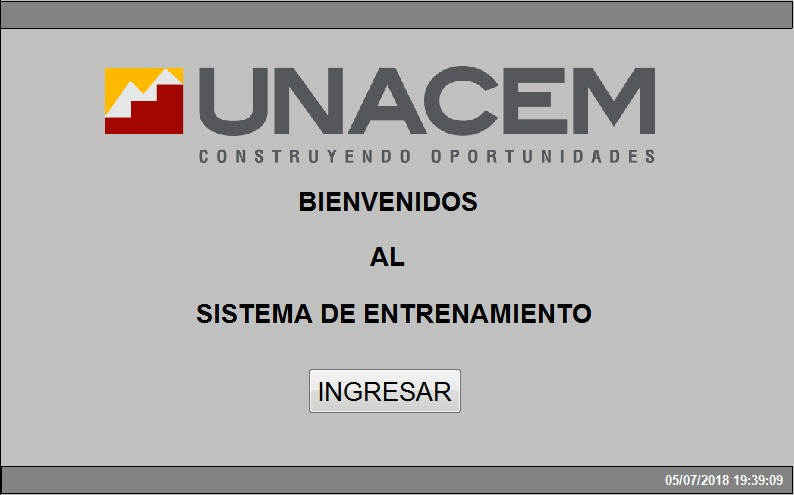 UNACEM
CONSTRUYENDO OPORTUNIDADES
BIENVENIDOS
AL
SISTEMA DE ENTRENAMIENTO
INGRESAR
05/07/2018 19:39:09